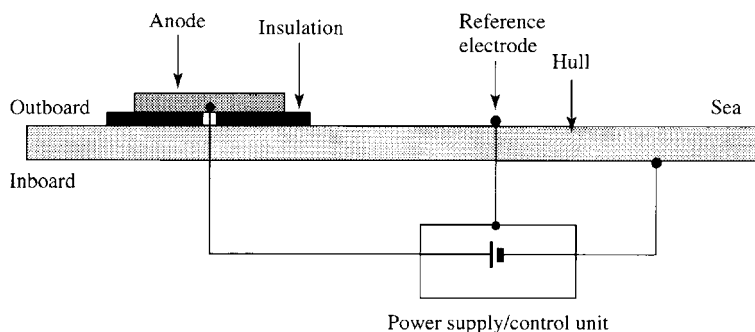 Anode
Insulation
Reference
electrode
Hull
Outboard
Sea
Inboard
Power supply/control unit